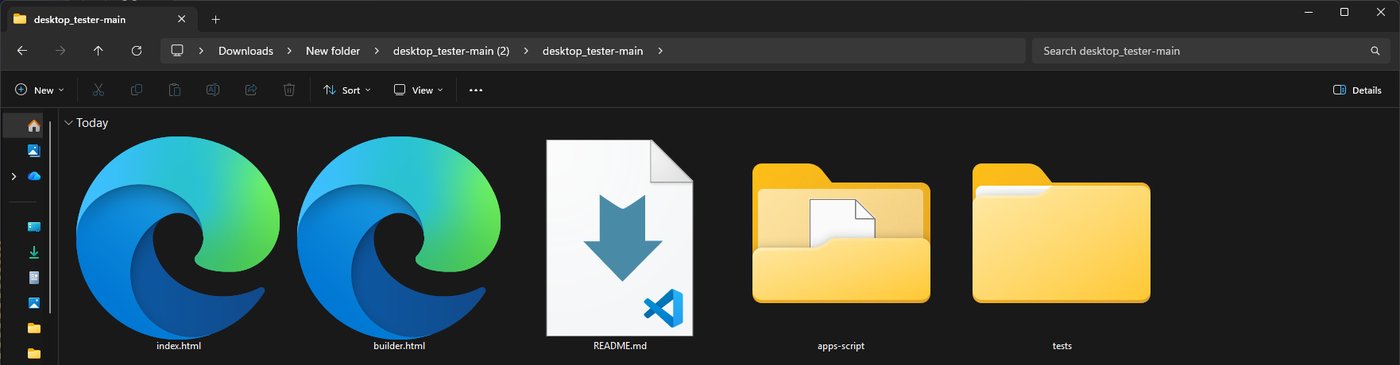 desktop_tester-main
Downloads > New folder > desktop_tester-main (2) > desktop_tester-main >
Search desktop_tester-main
New Sort View ... Details
Today
index.html builder.html README.md apps-script tests